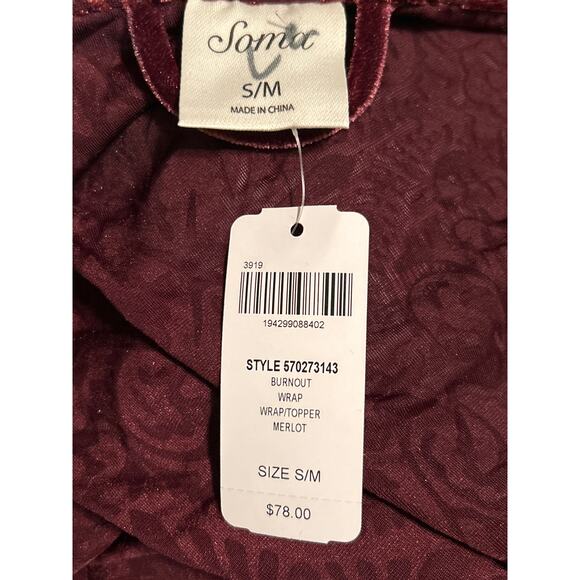 Soma
S/M
MADE IN CHINA
3919
194299088402
STYLE 570273143
BURNOUT
WRAP
WRAP/TOPPER
MERLOT
SIZE S/M
$78.00